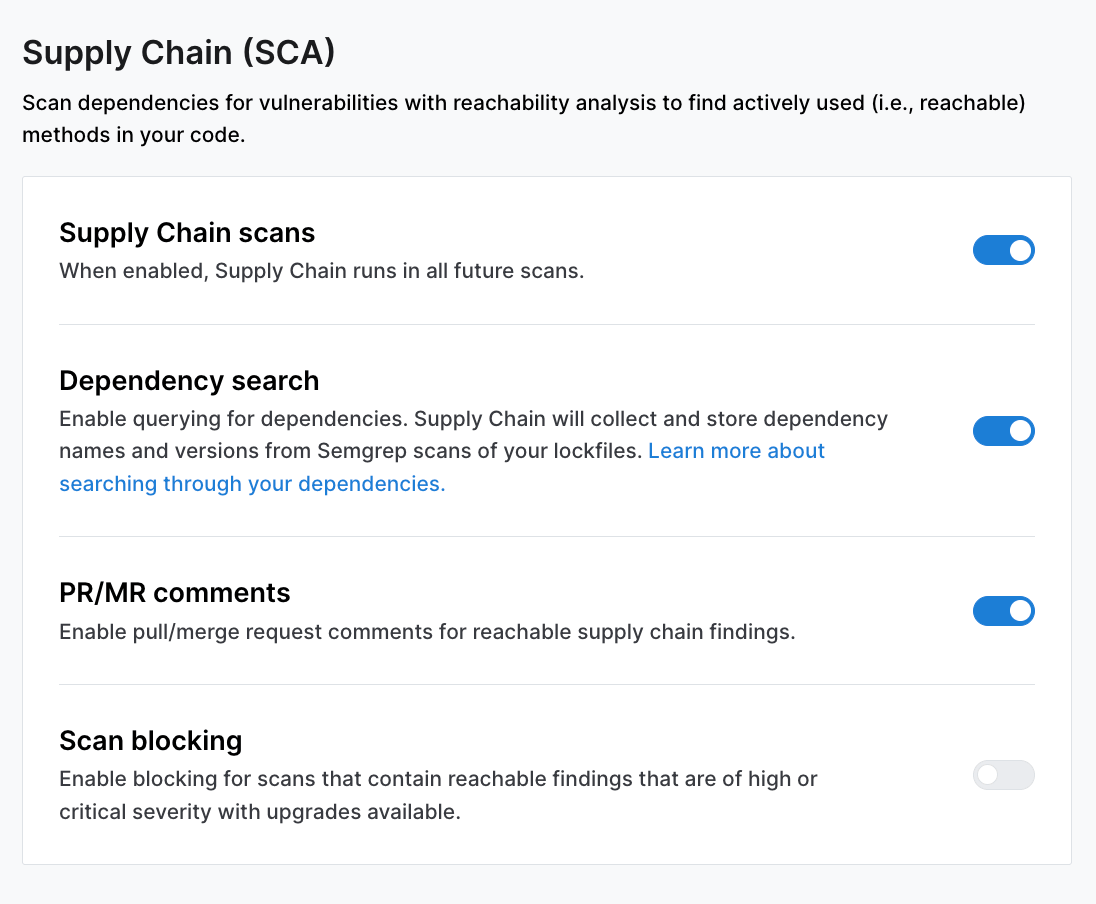 Supply Chain (SCA)
Scan dependencies for vulnerabilities with reachability analysis to find actively used (i.e., reachable)
methods in your code.
Supply Chain scans
When enabled, Supply Chain runs in all future scans.
Dependency search
Enable querying for dependencies. Supply Chain will collect and store dependency
names and versions from Semgrep scans of your lockfiles. Learn more about
searching through your dependencies.
PR/MR comments
Enable pull/merge request comments for reachable supply chain findings.
Scan blocking
Enable blocking for scans that contain reachable findings that are of high or
critical severity with upgrades available.